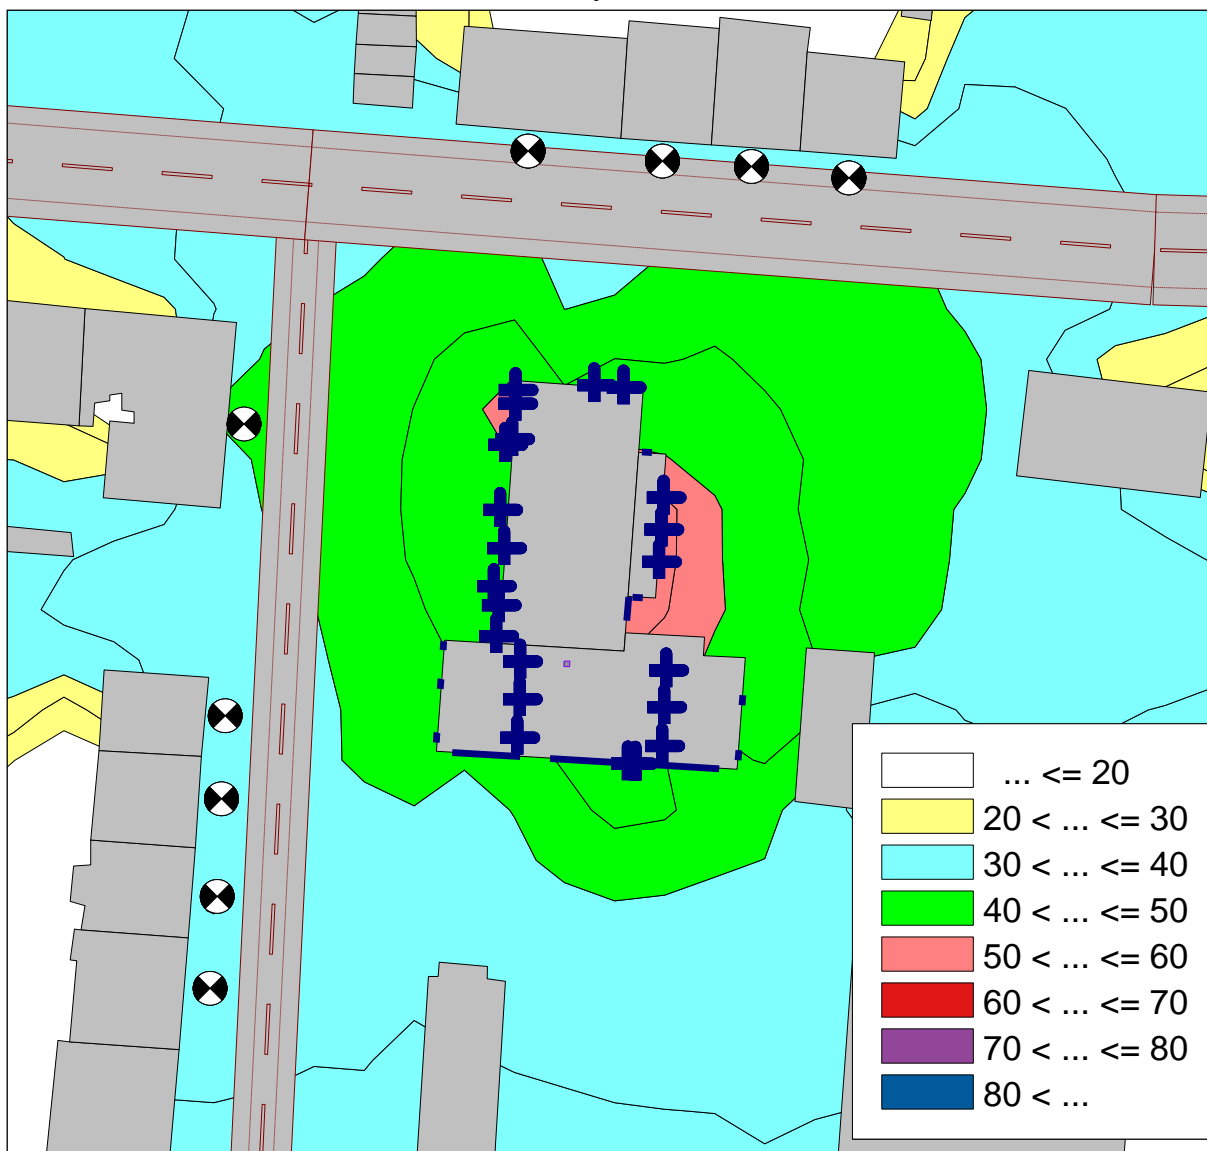 ... <= 20
20 < ... <= 30
30 < ... <= 40
40 < ... <= 50
50 < ... <= 60
60 < ... <= 70
70 < ... <= 80
80 < ...